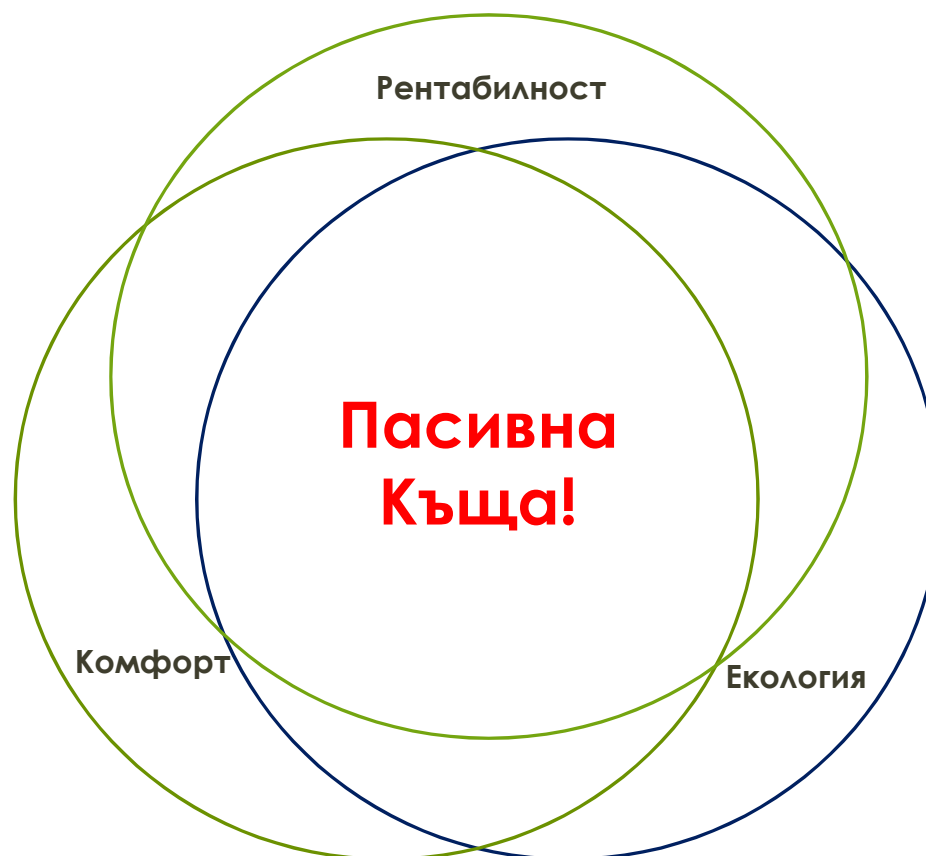 Рентабилност
Пасивна
Къща!
Комфорт
Екология